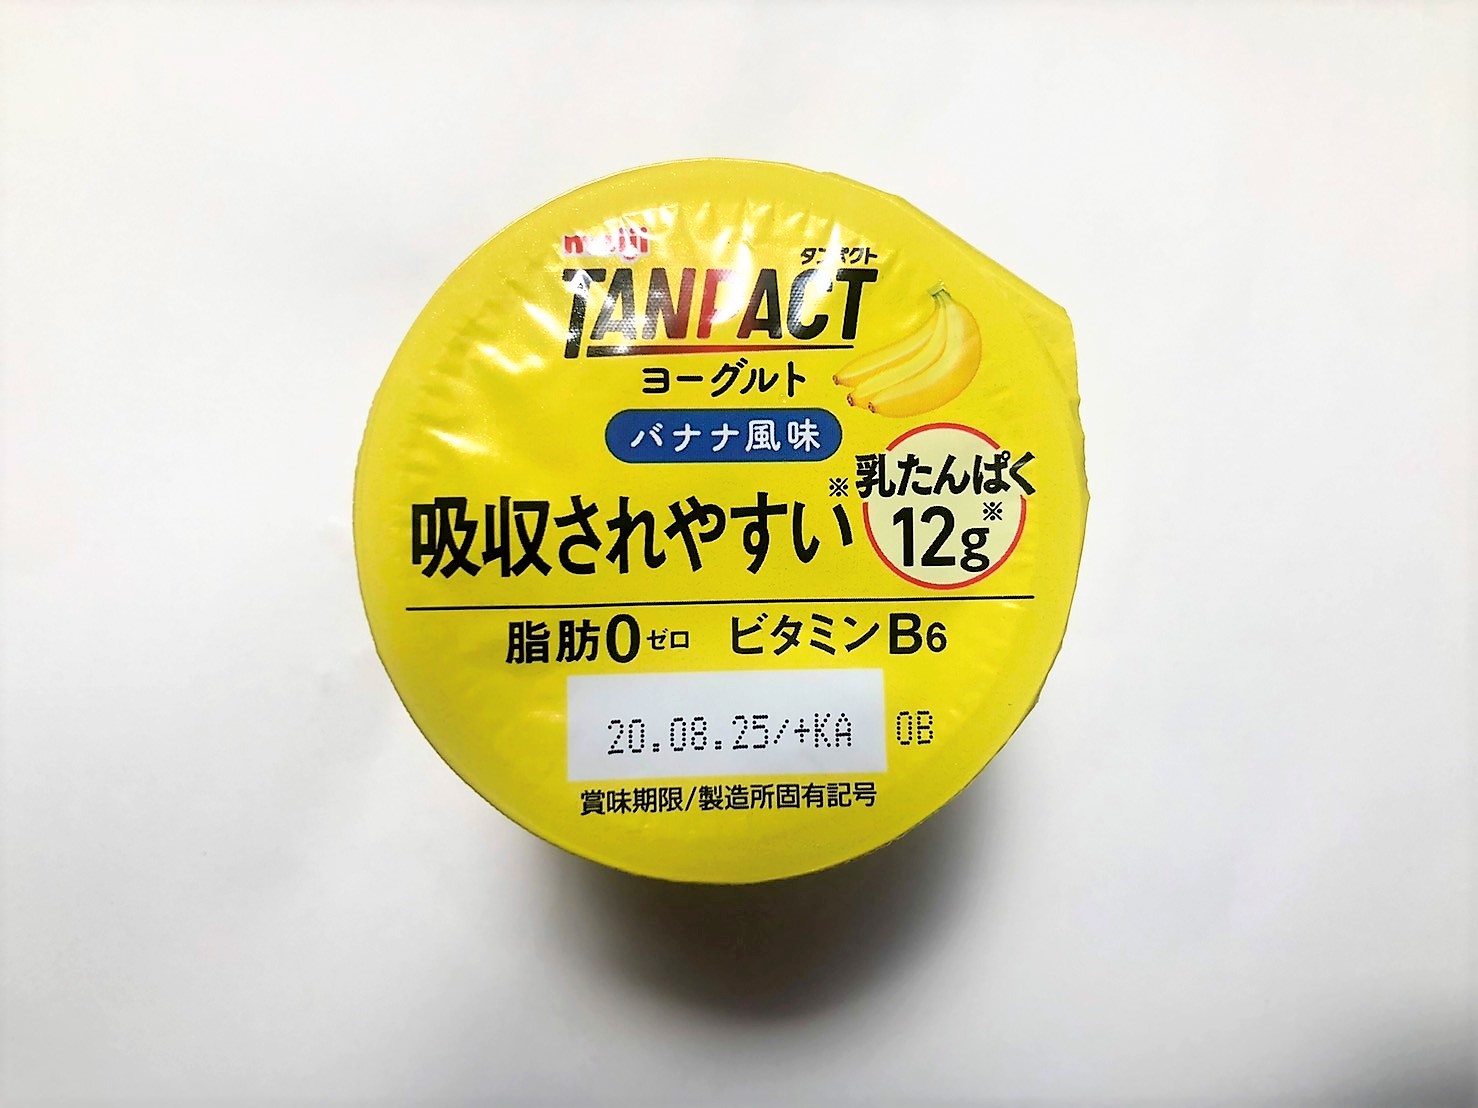 meiji
タンパクト
TANPACT
ヨーグルト
バナナ風味
吸収されやすい※
乳たんぱく
12g※
脂肪0ゼロ ビタミンB6
20.08.25/+KA 0B
賞味期限/製造所固有記号